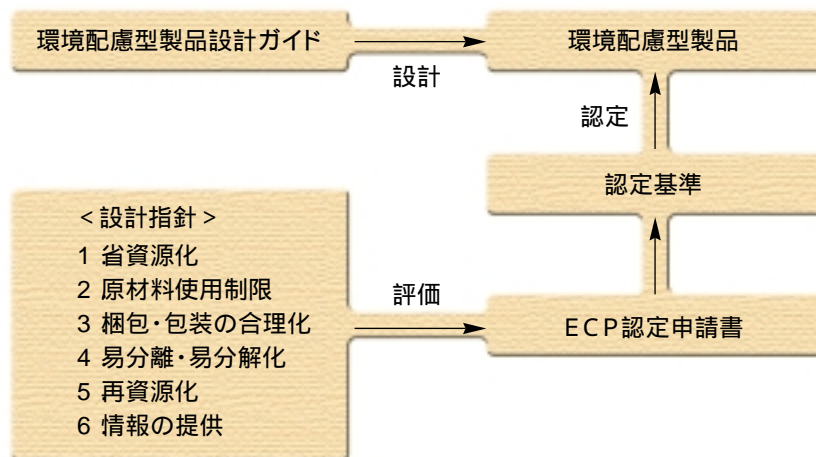 環境配慮型製品設計ガイド
設計
環境配慮型製品
認定
認定基準
<設計指針>
1 省資源化
2 原材料使用制限
3 梱包・包装の合理化
4 易分離・易分解化
5 再資源化
6 情報の提供
評価
ECP認定申請書